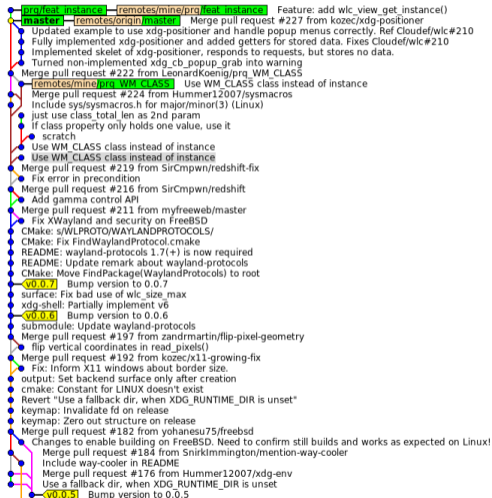 prg/feat_instance remotes/mine/prg/feat_instance Feature: add wlc_view_get_instance()
master remotes/origin/master Merge pull request #227 from kozec/xdg-positioner
Updated example to use xdg-positioner and handle popup menus correctly. Ref Cloudef/wlc#210
Fully implemented xdg-positioner and added getters for stored data. Fixes Cloudef/wlc#210
Implemented skelet of xdg-positioner, responds to requests, but stores no data.
Turned non-implemented xdg_cb_popup_grab into warning
Merge pull request #222 from LeonardKoenig/prq_WM_CLASS
remotes/mine/prq_WM_CLASS Use WM_CLASS class instead of instance
Merge pull request #224 from Hummer12007/sysmacros
Include sys/sysmacros.h for major/minor(3) (Linux)
just use class_total_len as 2nd param
If class property only holds one value, use it
scratch
Use WM_CLASS class instead of instance
Use WM_CLASS class instead of instance
Merge pull request #219 from SirCmpwn/redshift-fix
Fix error in precondition
Merge pull request #216 from SirCmpwn/redshift
Add gamma control API
Merge pull request #211 from myfreeweb/master
Fix XWayland and security on FreeBSD
CMake: s/WLPROTO/WAYLANDPROTOCOLS/
CMake: Fix FindWaylandProtocol.cmake
README: wayland-protocols 1.7(+) is now required
README: Update remark about wayland-protocols
CMake: Move FindPackage(WaylandProtocols) to root
v0.0.7 Bump version to 0.0.7
surface: Fix bad use of wlc_size_max
xdg-shell: Partially implement v6
v0.0.6 Bump version to 0.0.6
submodule: Update wayland-protocols
Merge pull request #197 from zandrmartin/flip-pixel-geometry
flip vertical coordinates in read_pixels()
Merge pull request #192 from kozec/x11-growing-fix
Fix: Inform X11 windows about border size.
output: Set backend surface only after creation
cmake: Constant for LINUX doesn't exist
Revert "Use a fallback dir, when XDG_RUNTIME_DIR is unset"
keymap: Invalidate fd on release
keymap: Zero out structure on release
Merge pull request #182 from yohanesu75/freebsd
Changes to enable building on FreeBSD. Need to confirm still builds and works as expected on Linux!
Merge pull request #184 from SnirkImmington/mention-way-cooler
Include way-cooler in README
Merge pull request #176 from Hummer12007/xdg-env
Use a fallback dir, when XDG_RUNTIME_DIR is unset
v0.0.5 Bump version to 0.0.5